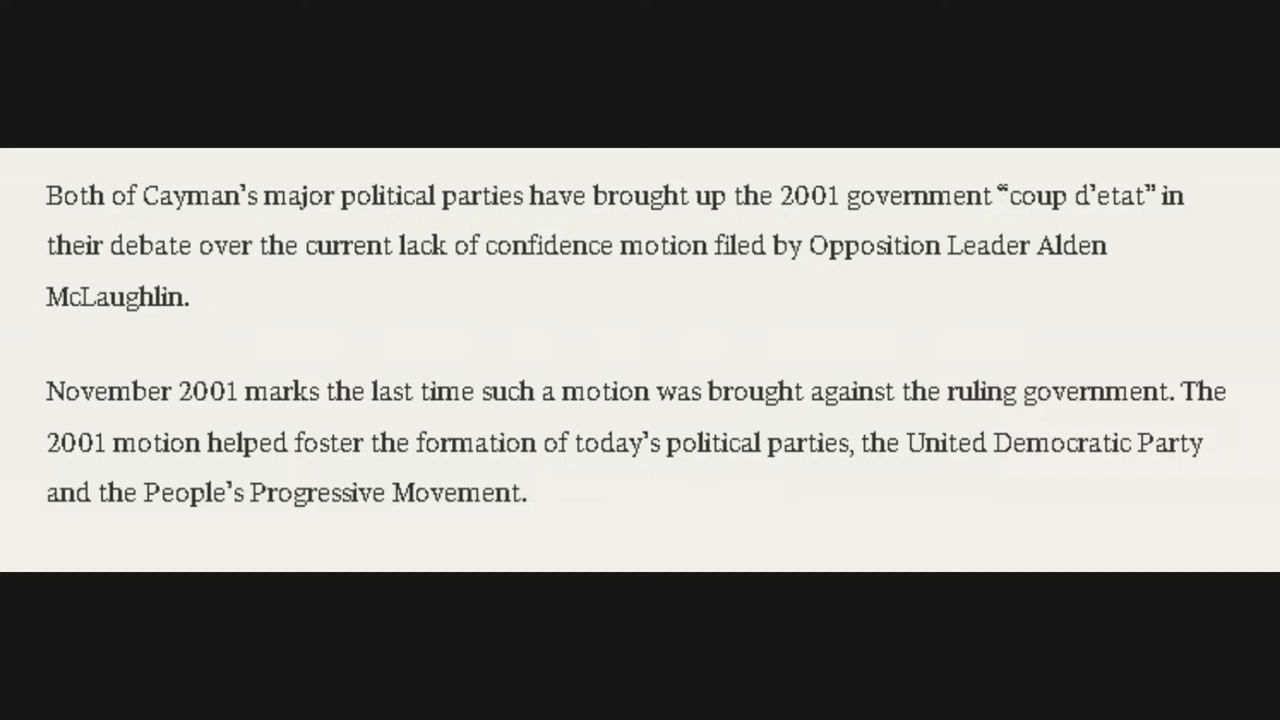 Both of Cayman’s major political parties have brought up the 2001 government “coup d’etat” in
their debate over the current lack of confidence motion filed by Opposition Leader Alden
McLaughlin.
November 2001 marks the last time such a motion was brought against the ruling government. The
2001 motion helped foster the formation of today’s political parties, the United Democratic Party
and the People’s Progressive Movement.